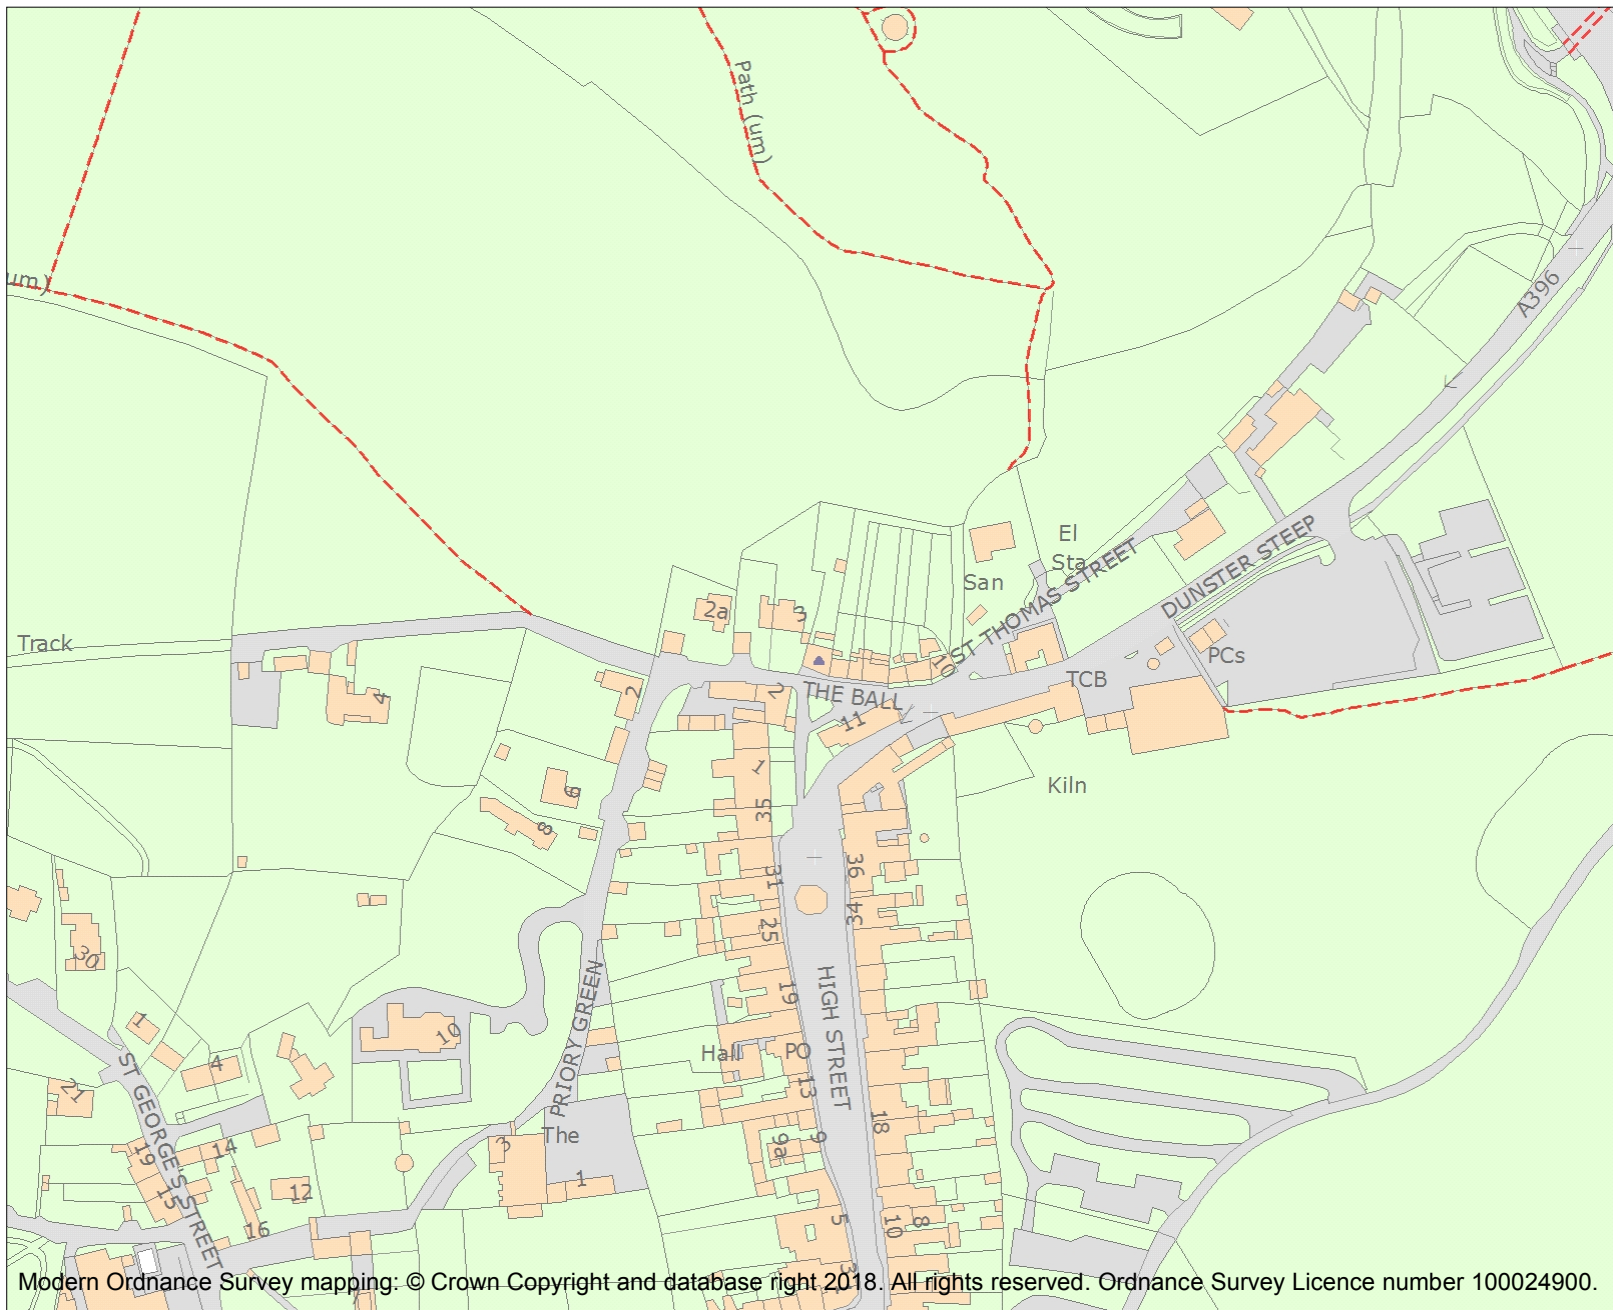 Path (um)
um)
A396
El
Sta
San
ST THOMAS STREET
DUNSTER STEEP
PCs
TCB
Track
2a
3
10
2
THE BALL
2
11
4
1
6
8
35
Kiln
31
36
34
25
30
19
HIGH STREET
PRIORY GREEN
1
10
4
Hall
PO
13
21
ST GEORGE'S STREET
18
9
9a
The
3
14
19
1
12
15
16
5
10
8
3
Modern Ordnance Survey mapping: © Crown Copyright and database right 2018. All rights reserved. Ordnance Survey Licence number 100024900.